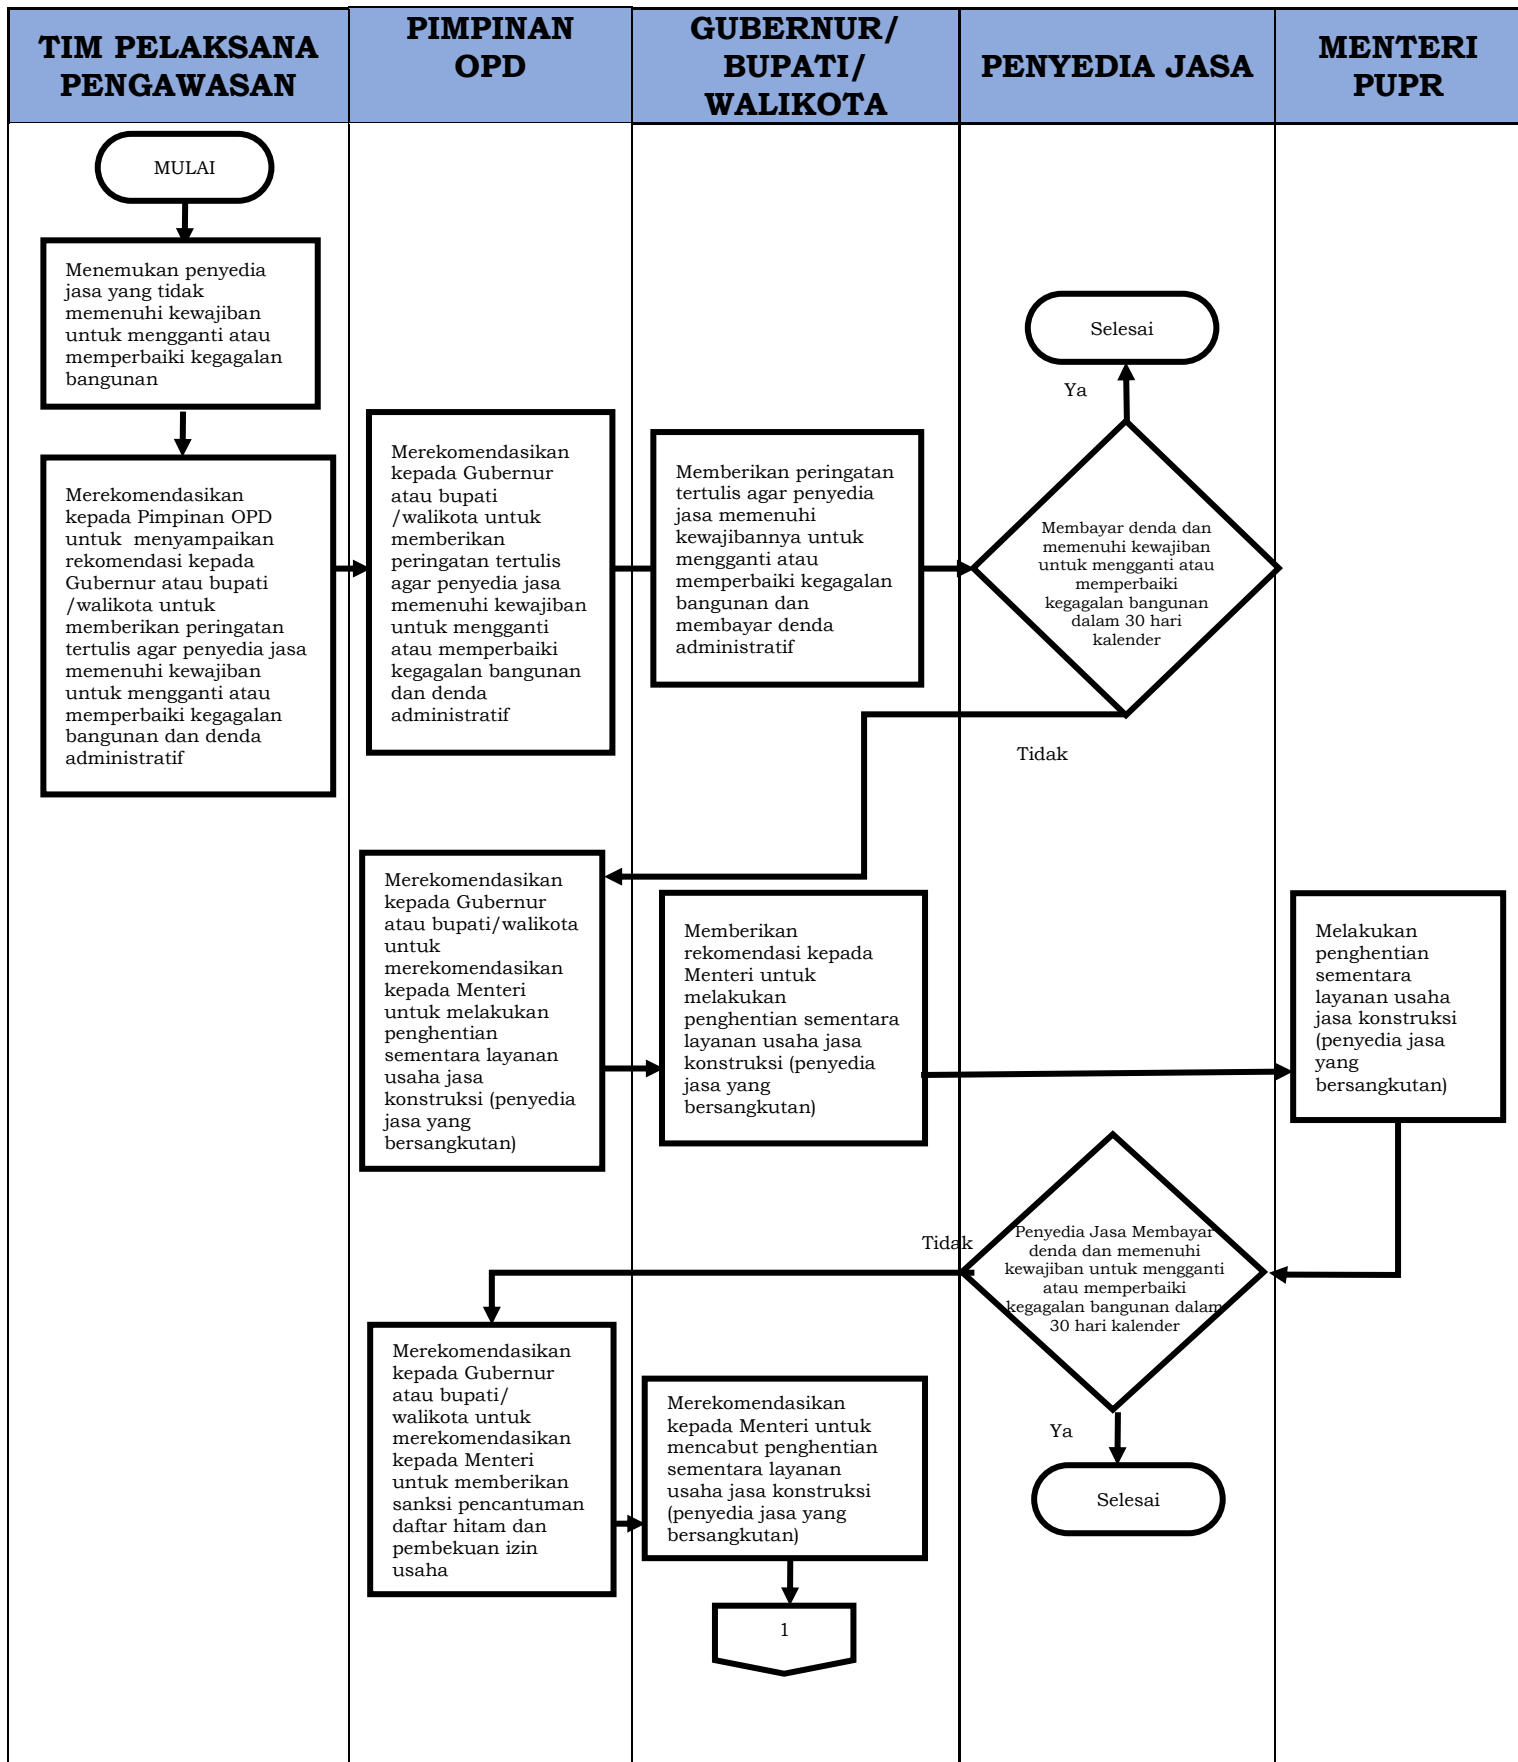 TIM PELAKSANA
PENGAWASAN
PIMPINAN
OPD
GUBERNUR/
BUPATI/
WALIKOTA
PENYEDIA JASA
MENTERI
PUPR
MULAI
Menemukan penyedia
jasa yang tidak
memenuhi kewajiban
untuk mengganti atau
memperbaiki kegagalan
bangunan
Merekomendasikan
kepada Pimpinan OPD
untuk menyampaikan
rekomendasi kepada
Gubernur atau bupati
/walikota untuk
memberikan peringatan
tertulis agar penyedia jasa
memenuhi kewajiban
untuk mengganti atau
memperbaiki kegagalan
bangunan dan denda
administratif
Merekomendasikan
kepada Gubernur
atau bupati
/walikota untuk
memberikan
peringatan tertulis
agar penyedia jasa
memenuhi kewajiban
untuk mengganti
atau memperbaiki
kegagalan bangunan
dan denda
administratif
Memberikan peringatan
tertulis agar penyedia
jasa memenuhi
kewajibannya untuk
mengganti atau
memperbaiki kegagalan
bangunan dan
membayar denda
administratif
Selesai
Ya
Membayar denda dan
memenuhi kewajiban
untuk mengganti atau
memperbaiki
kegagalan bangunan
dalam 30 hari
kalender
Tidak
Merekomendasikan
kepada Gubernur
atau bupati/walikota
untuk
merekomendasikan
kepada Menteri
untuk melakukan
penghentian
sementara layanan
usaha jasa
konstruksi (penyedia
jasa yang
bersangkutan)
Memberikan
rekomendasi kepada
Menteri untuk
melakukan
penghentian sementara
layanan usaha jasa
konstruksi (penyedia
jasa yang
bersangkutan)
Melakukan
penghentian
sementara
layanan usaha
jasa konstruksi
(penyedia jasa
yang
bersangkutan)
Tidak
Penyedia Jasa Membayar
denda dan memenuhi
kewajiban untuk mengganti
atau memperbaiki
kegagalan bangunan dalam
30 hari kalender
Merekomendasikan
kepada Gubernur
atau bupati/
walikota untuk
merekomendasikan
kepada Menteri
untuk memberikan
sanksi pencantuman
daftar hitam dan
pembekuan izin
usaha
Merekomendasikan
kepada Menteri untuk
mencabut penghentian
sementara layanan
usaha jasa konstruksi
(penyedia jasa yang
bersangkutan)
Ya
Selesai
1